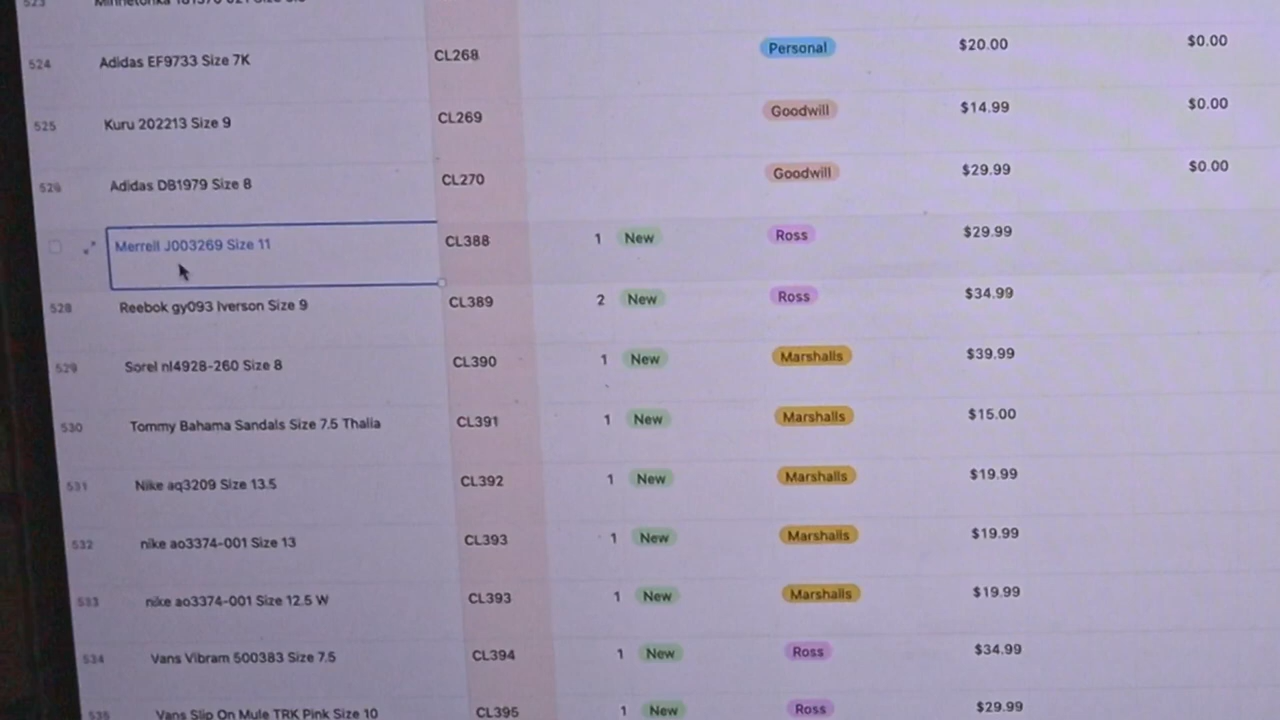 523 Minnetonka
524 Adidas EF9733 Size 7K CL268 Personal $20.00 $0.00
525 Kuru 202213 Size 9 CL269 Goodwill $14.99 $0.00
526 Adidas DB1979 Size 8 CL270 Goodwill $29.99 $0.00
Merrell J003269 Size 11 CL388 1 New Ross $29.99
528 Reebok gy093 Iverson Size 9 CL389 2 New Ross $34.99
529 Sorel nl4928-260 Size 8 CL390 1 New Marshalls $39.99
530 Tommy Bahama Sandals Size 7.5 Thalia CL391 1 New Marshalls $15.00
531 Nike aq3209 Size 13.5 CL392 1 New Marshalls $19.99
532 nike ao3374-001 Size 13 CL393 1 New Marshalls $19.99
533 nike ao3374-001 Size 12.5 W CL393 1 New Marshalls $19.99
534 Vans Vibram 500383 Size 7.5 CL394 1 New Ross $34.99
535 Vans Slip On Mule TRK Pink Size 10 CL395 1 New Ross $29.99